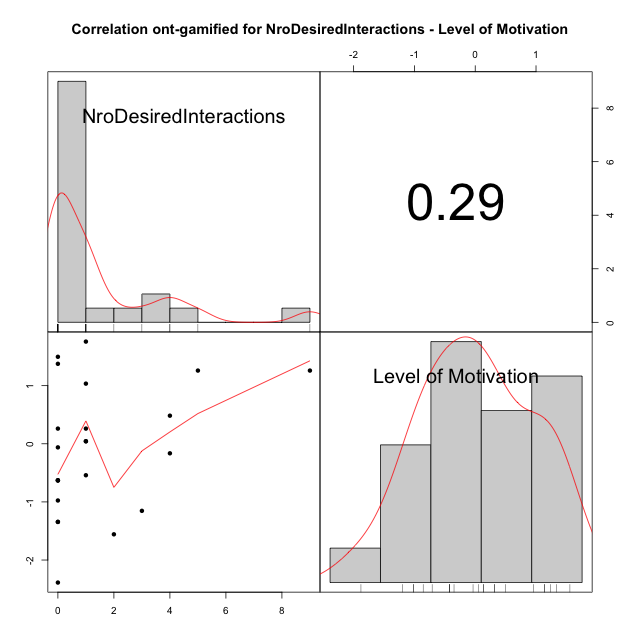 Correlation ont-gamified for NroDesiredInteractions - Level of Motivation
-2 -1 0 1
NroDesiredInteractions
0.29
8
6
4
2
0
Level of Motivation
1
0
-1
-2
0 2 4 6 8